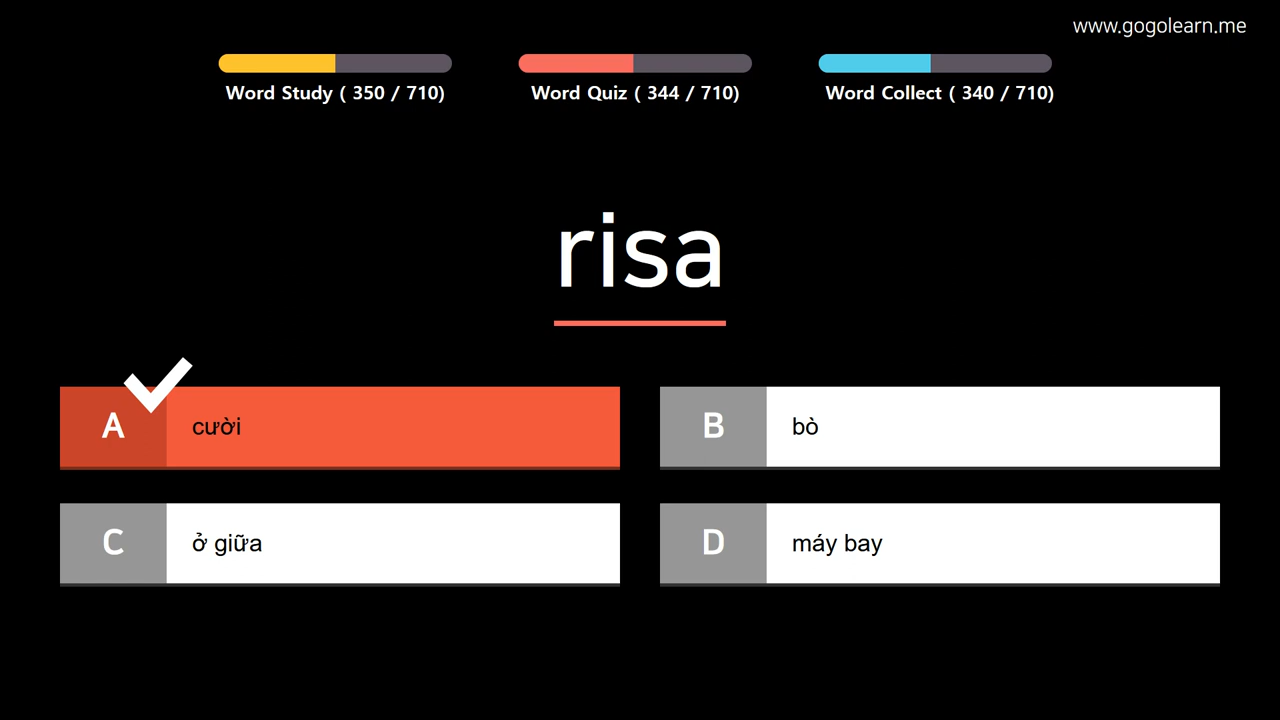 www.gogolearn.me
Word Study ( 350 / 710)
Word Quiz ( 344 / 710)
Word Collect ( 340 / 710)
risa
A cười
B bò
C ở giữa
D máy bay